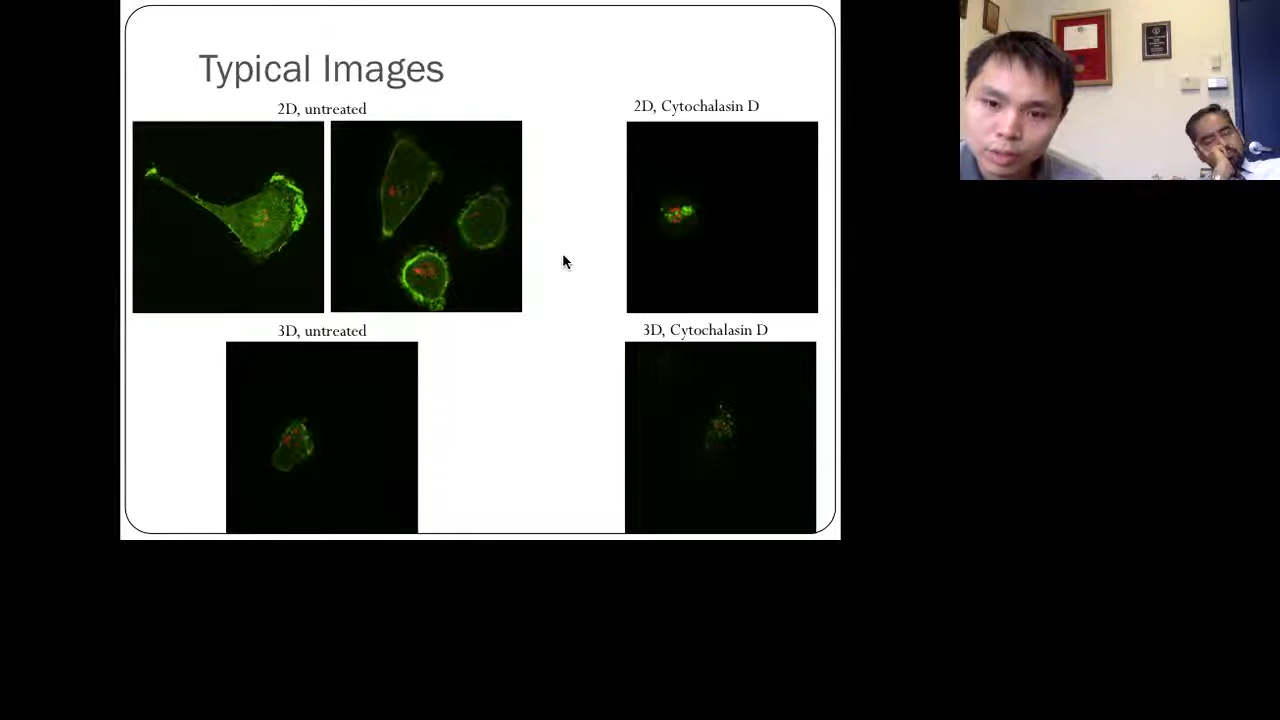 Typical Images
2D, untreated
2D, Cytochalasin D
3D, untreated
3D, Cytochalasin D